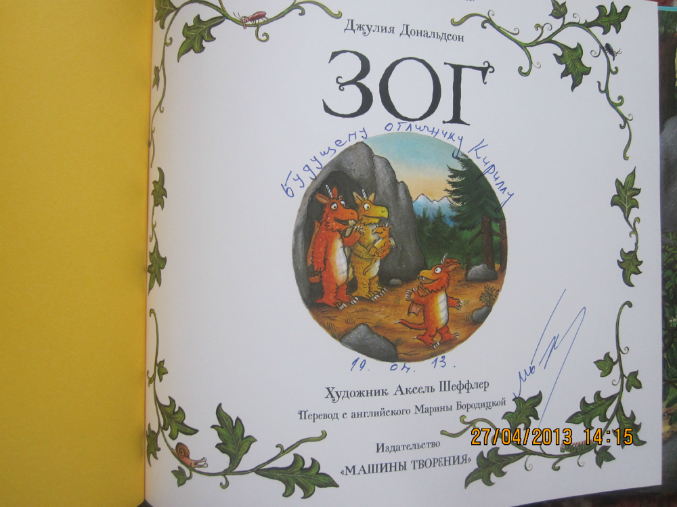 Джулия Дональдсон
ЗОГ
Будущему отличнику Кириллу
19. 04. 13.
Художник Аксель Шеффлер
Перевод с английского Марины Бородицкой
27/04/2013 14:15
Издательство
«МАШИНЫ ТВОРЕНИЯ»